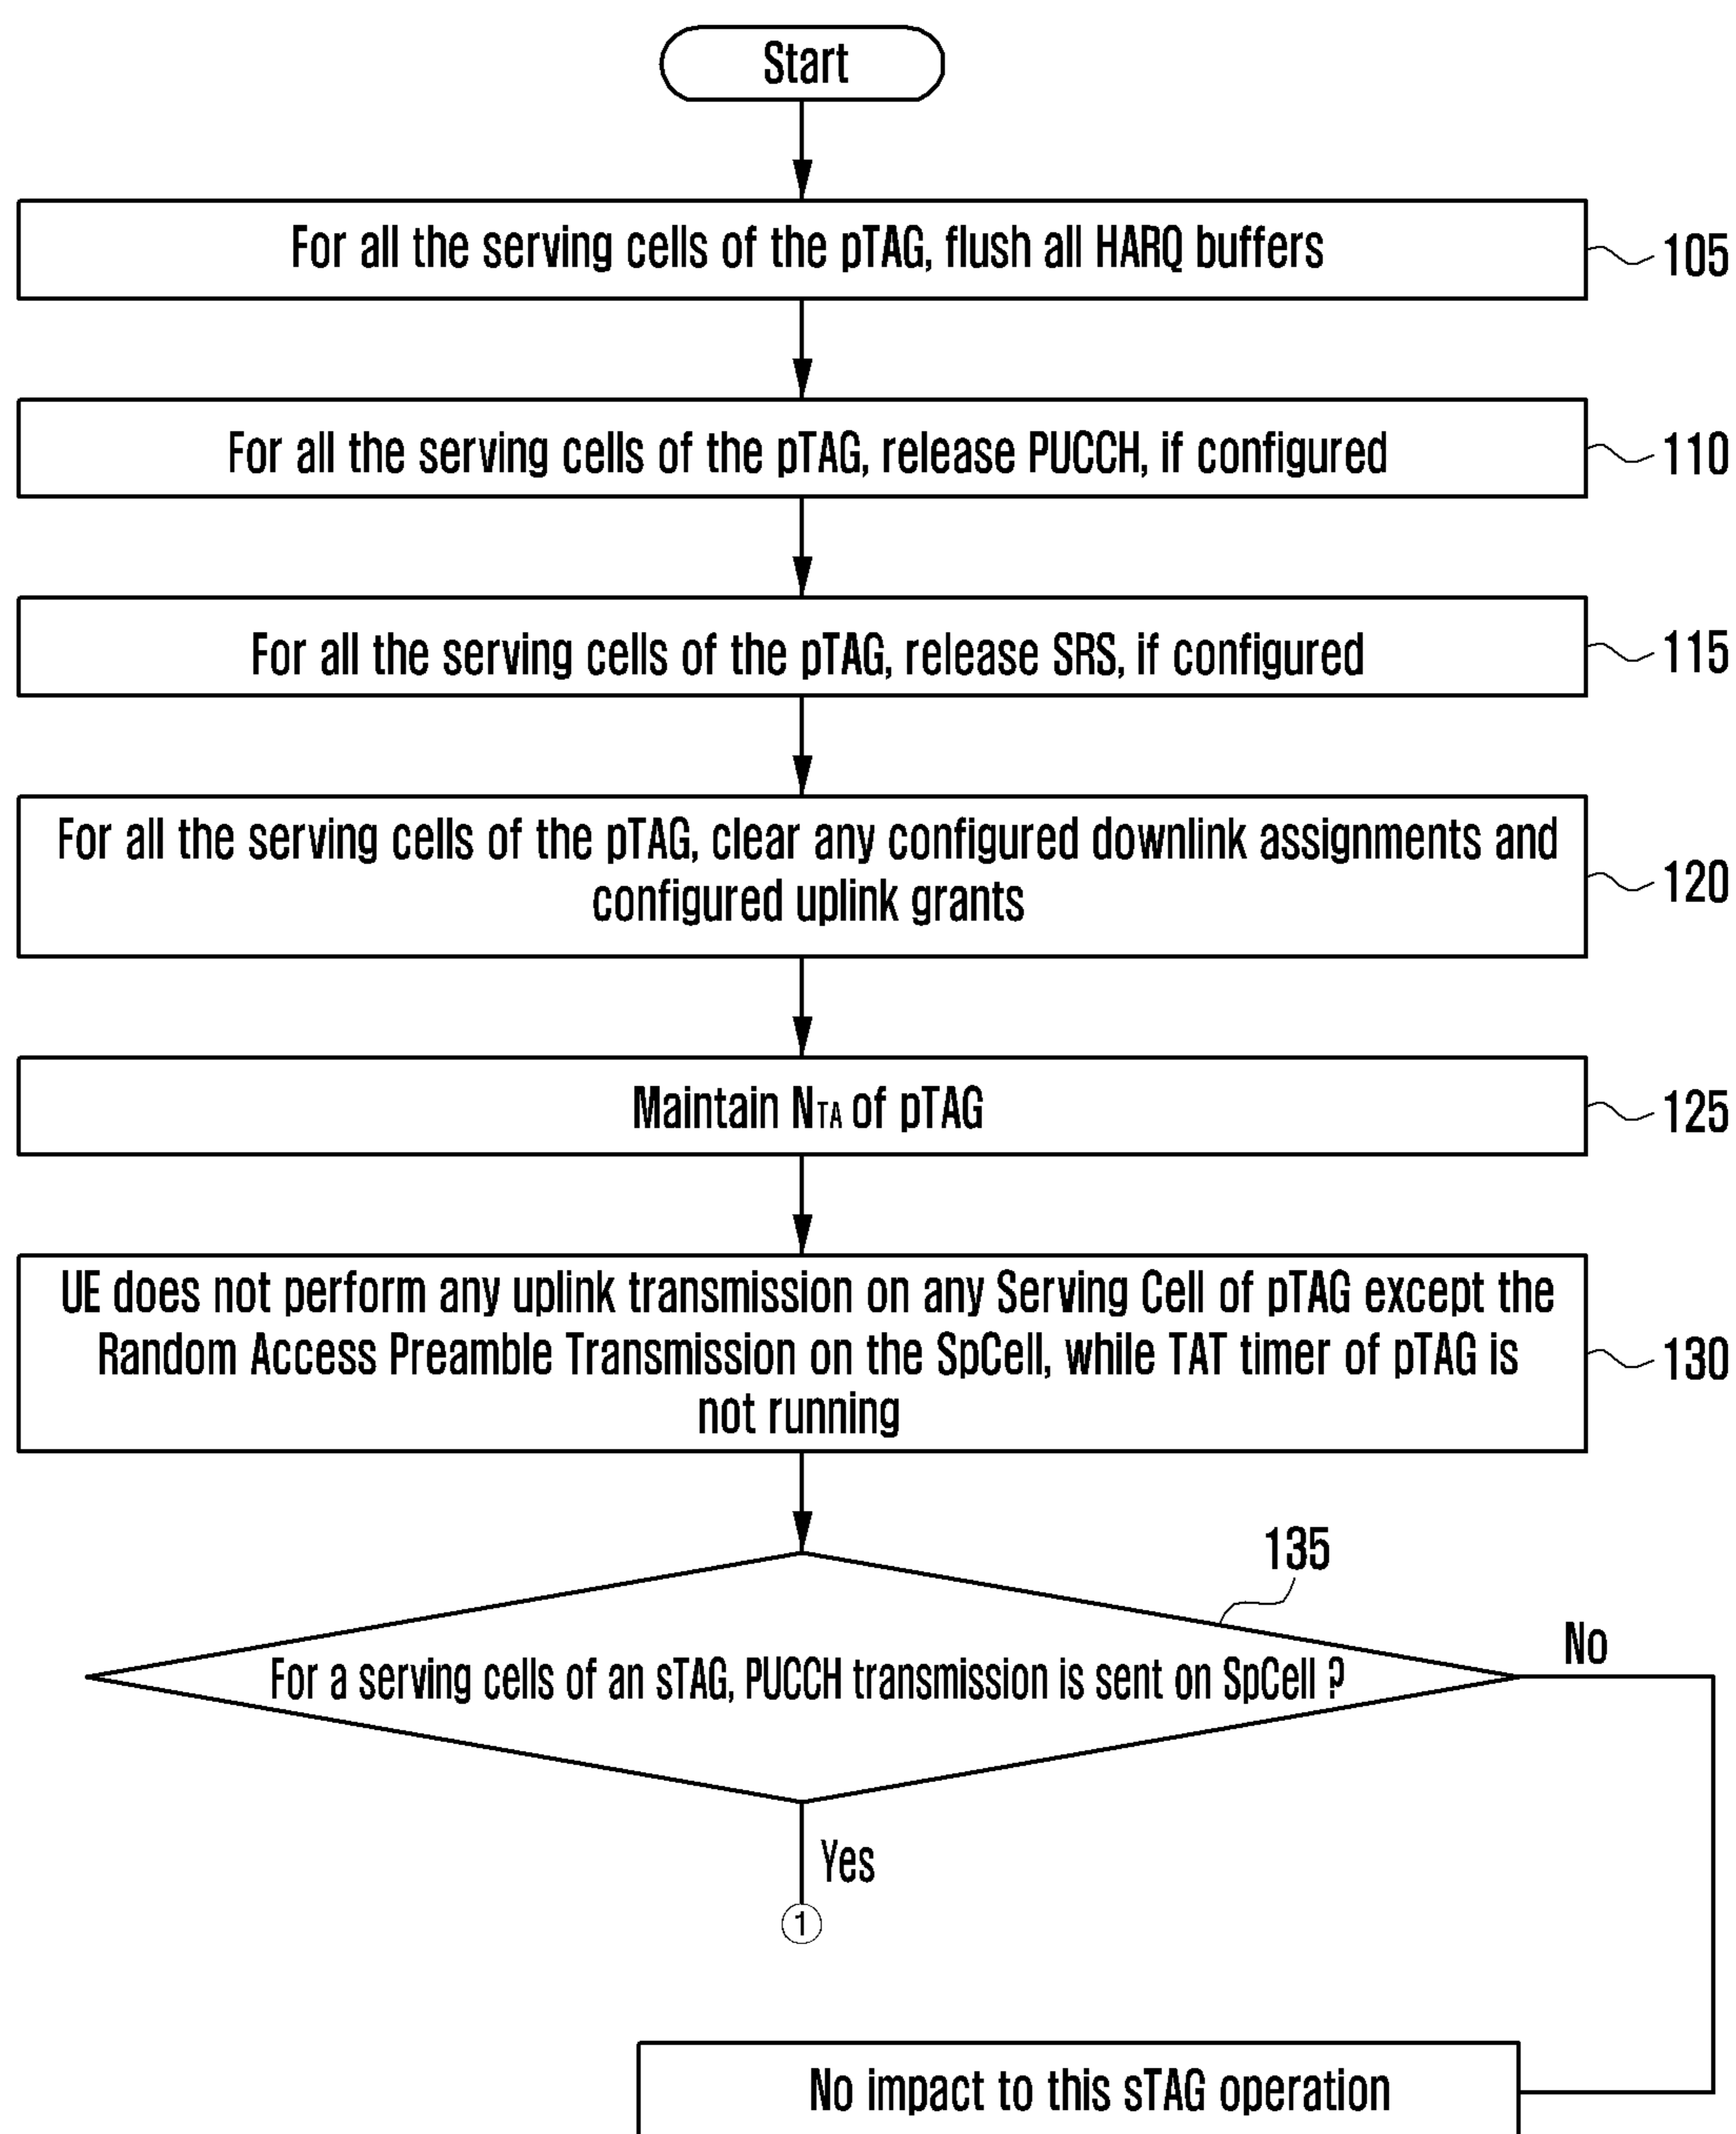 Start
For all the serving cells of the pTAG, flush all HARQ buffers
105
For all the serving cells of the pTAG, release PUCCH, if configured
110
For all the serving cells of the pTAG, release SRS, if configured
115
For all the serving cells of the pTAG, clear any configured downlink assignments and
configured uplink grants
120
Maintain NTA of pTAG
125
UE does not perform any uplink transmission on any Serving Cell of pTAG except the
Random Access Preamble Transmission on the SpCell, while TAT timer of pTAG is
not running
130
135
For a serving cells of an sTAG, PUCCH transmission is sent on SpCell ?
No
Yes
1
No impact to this sTAG operation